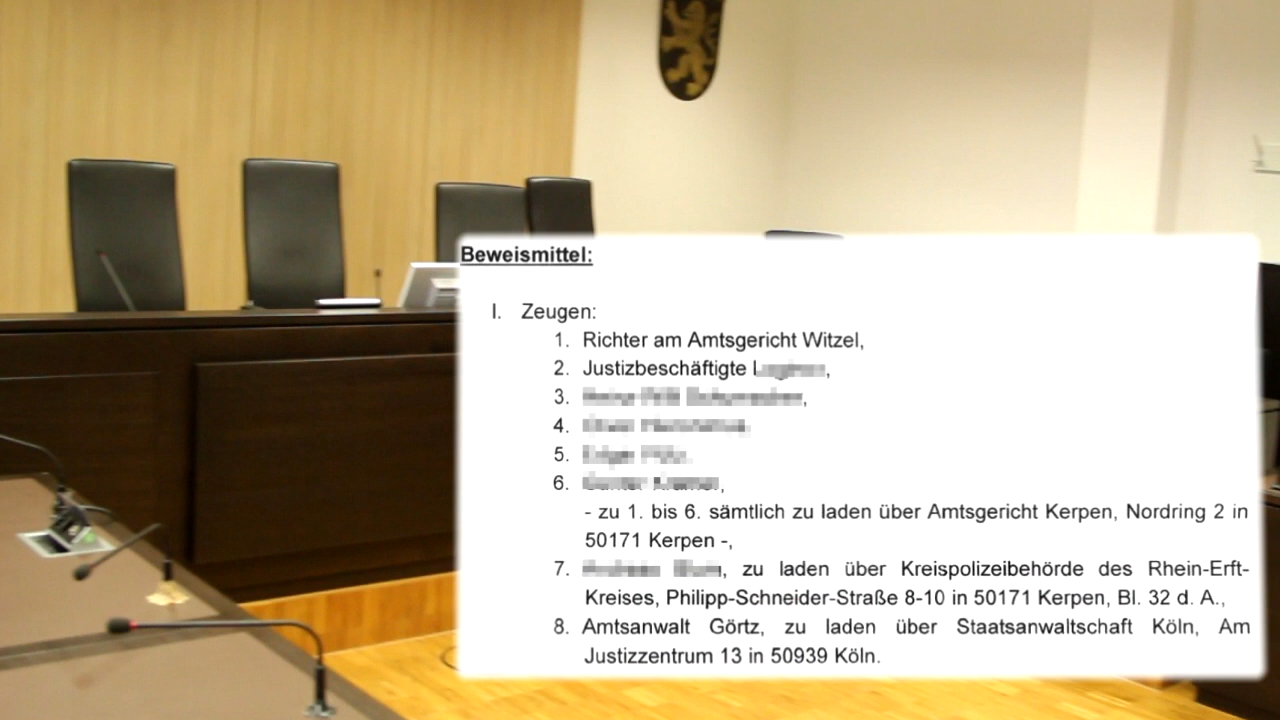 Beweismittel:
I. Zeugen:
1. Richter am Amtsgericht Witzel,
2. Justizbeschäftigte
3.
4.
5.
6.
- zu 1. bis 6. sämtlich zu laden über Amtsgericht Kerpen, Nordring 2 in
50171 Kerpen -,
7. , zu laden über Kreispolizeibehörde des Rhein-Erft-
Kreises, Philipp-Schneider-Straße 8-10 in 50171 Kerpen, Bl. 32 d. A.,
8. Amtsanwalt Görtz, zu laden über Staatsanwaltschaft Köln, Am
Justizzentrum 13 in 50939 Köln.